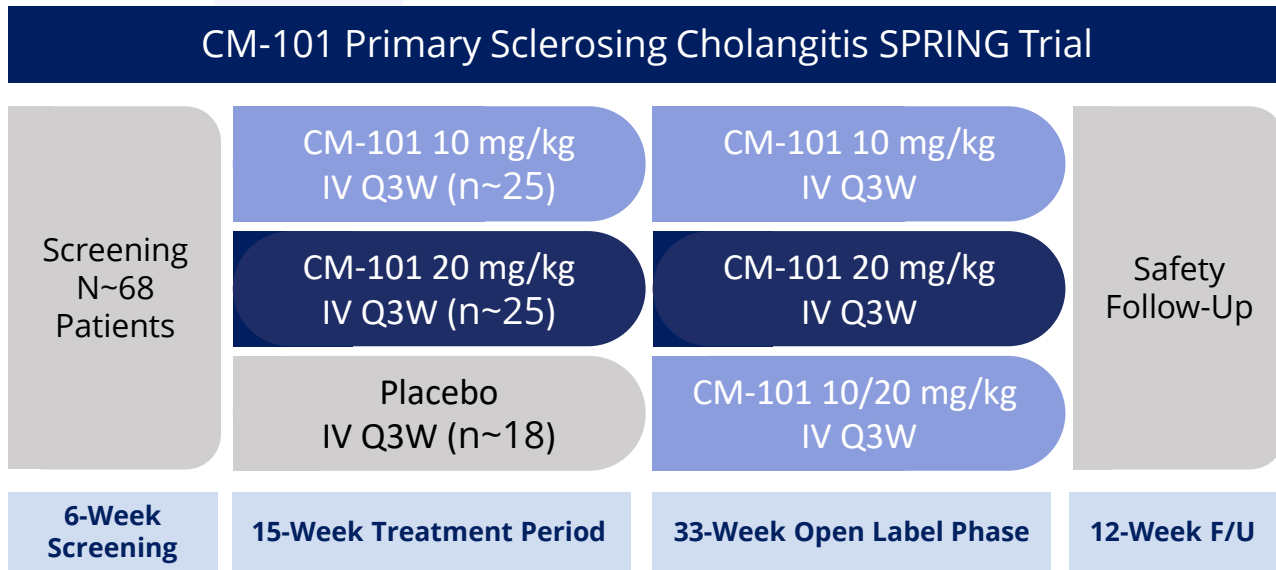 CM-101 Primary Sclerosing Cholangitis SPRING Trial
Screening
N~68
Patients
CM-101 10 mg/kg
IV Q3W (n~25)
CM-101 20 mg/kg
IV Q3W (n~25)
Placebo
IV Q3W (n~18)
CM-101 10 mg/kg
IV Q3W
CM-101 20 mg/kg
IV Q3W
CM-101 10/20 mg/kg
IV Q3W
Safety
Follow-Up
6-Week
Screening
15-Week Treatment Period
33-Week Open Label Phase
12-Week F/U